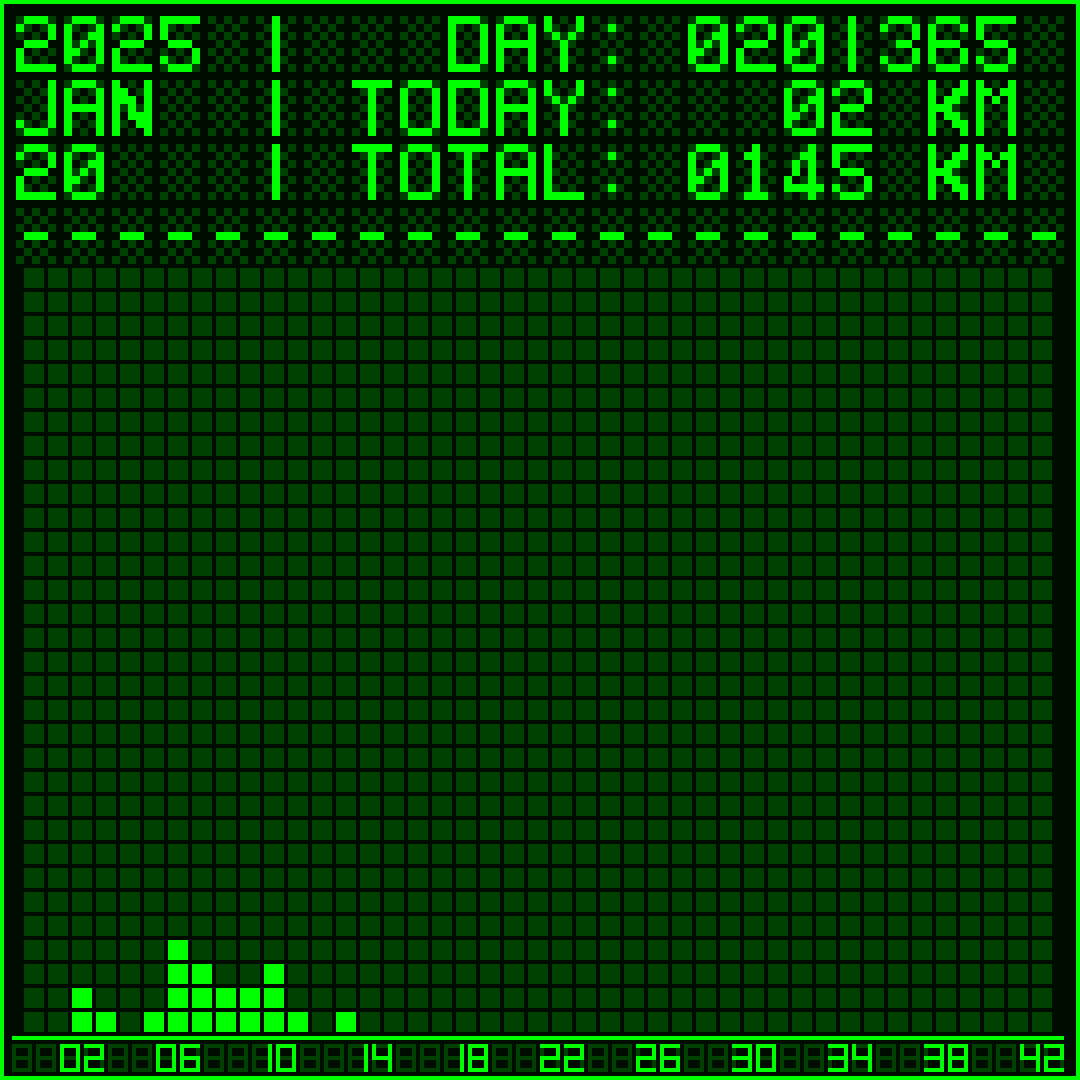 2025 | DAY: 020|365
JAN | TODAY: 02 KM
20 | TOTAL: 0145 KM
- - - - - - - - - - - - - - - - - - - - - -
02 06 10 14 18 22 26 30 34 38 42